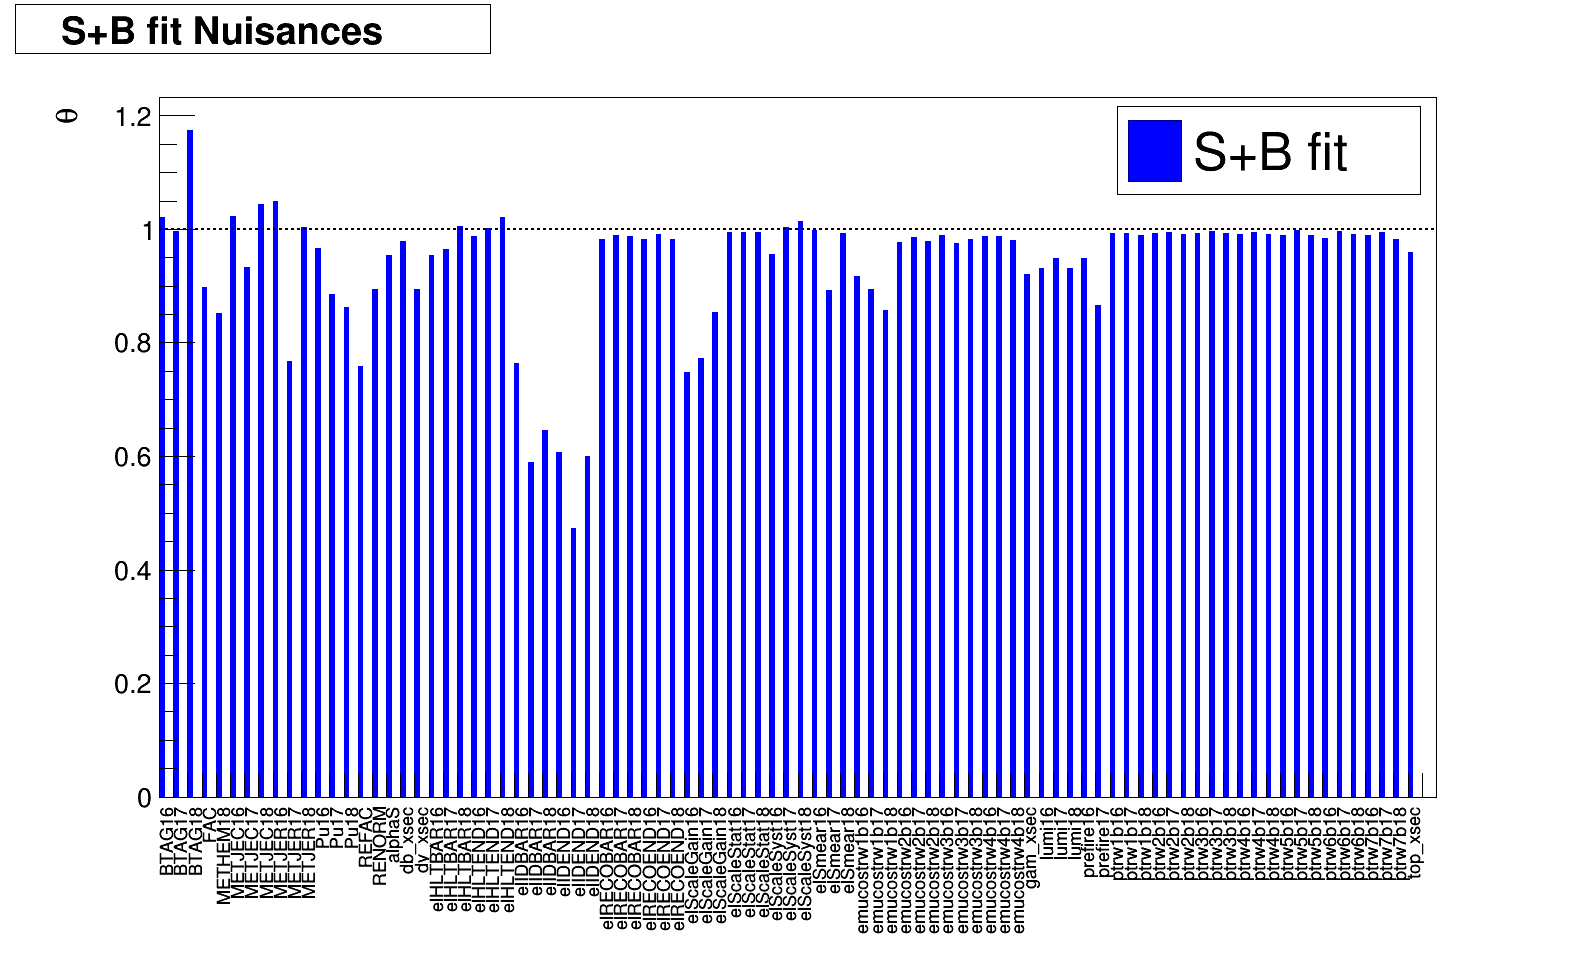 S+B fit Nuisances
θ
S+B fit
1.2
1
0.8
0.6
0.4
0.2
0
BTAG16
BTAG17
BTAG18
FAC
METHEM18
METJEC16
METJEC17
METJEC18
METJER16
METJER17
METJER18
Pu16
Pu17
Pu18
REFAC
RENORM
alphaS
db_xsec
dy_xsec
elHLTBAR16
elHLTBAR17
elHLTBAR18
elHLTEND16
elHLTEND17
elHLTEND18
elIDBAR16
elIDBAR17
elIDBAR18
elIDEND16
elIDEND17
elIDEND18
elRECOBAR16
elRECOBAR17
elRECOBAR18
elRECOEND16
elRECOEND17
elRECOEND18
elScaleGain16
elScaleGain17
elScaleGain18
elScaleStat16
elScaleStat17
elScaleStat18
elScaleSyst16
elScaleSyst17
elScaleSyst18
elSmear16
elSmear17
elSmear18
emucostrw1b16
emucostrw1b17
emucostrw1b18
emucostrw2b16
emucostrw2b17
emucostrw2b18
emucostrw3b16
emucostrw3b17
emucostrw3b18
emucostrw4b16
emucostrw4b17
emucostrw4b18
gam_xsec
lumi16
lumi17
lumi18
prefire16
prefire17
ptrw1b16
ptrw1b17
ptrw1b18
ptrw2b16
ptrw2b17
ptrw2b18
ptrw3b16
ptrw3b17
ptrw3b18
ptrw4b16
ptrw4b17
ptrw4b18
ptrw5b16
ptrw5b17
ptrw5b18
ptrw6b16
ptrw6b17
ptrw6b18
ptrw7b16
ptrw7b17
ptrw7b18
top_xsec